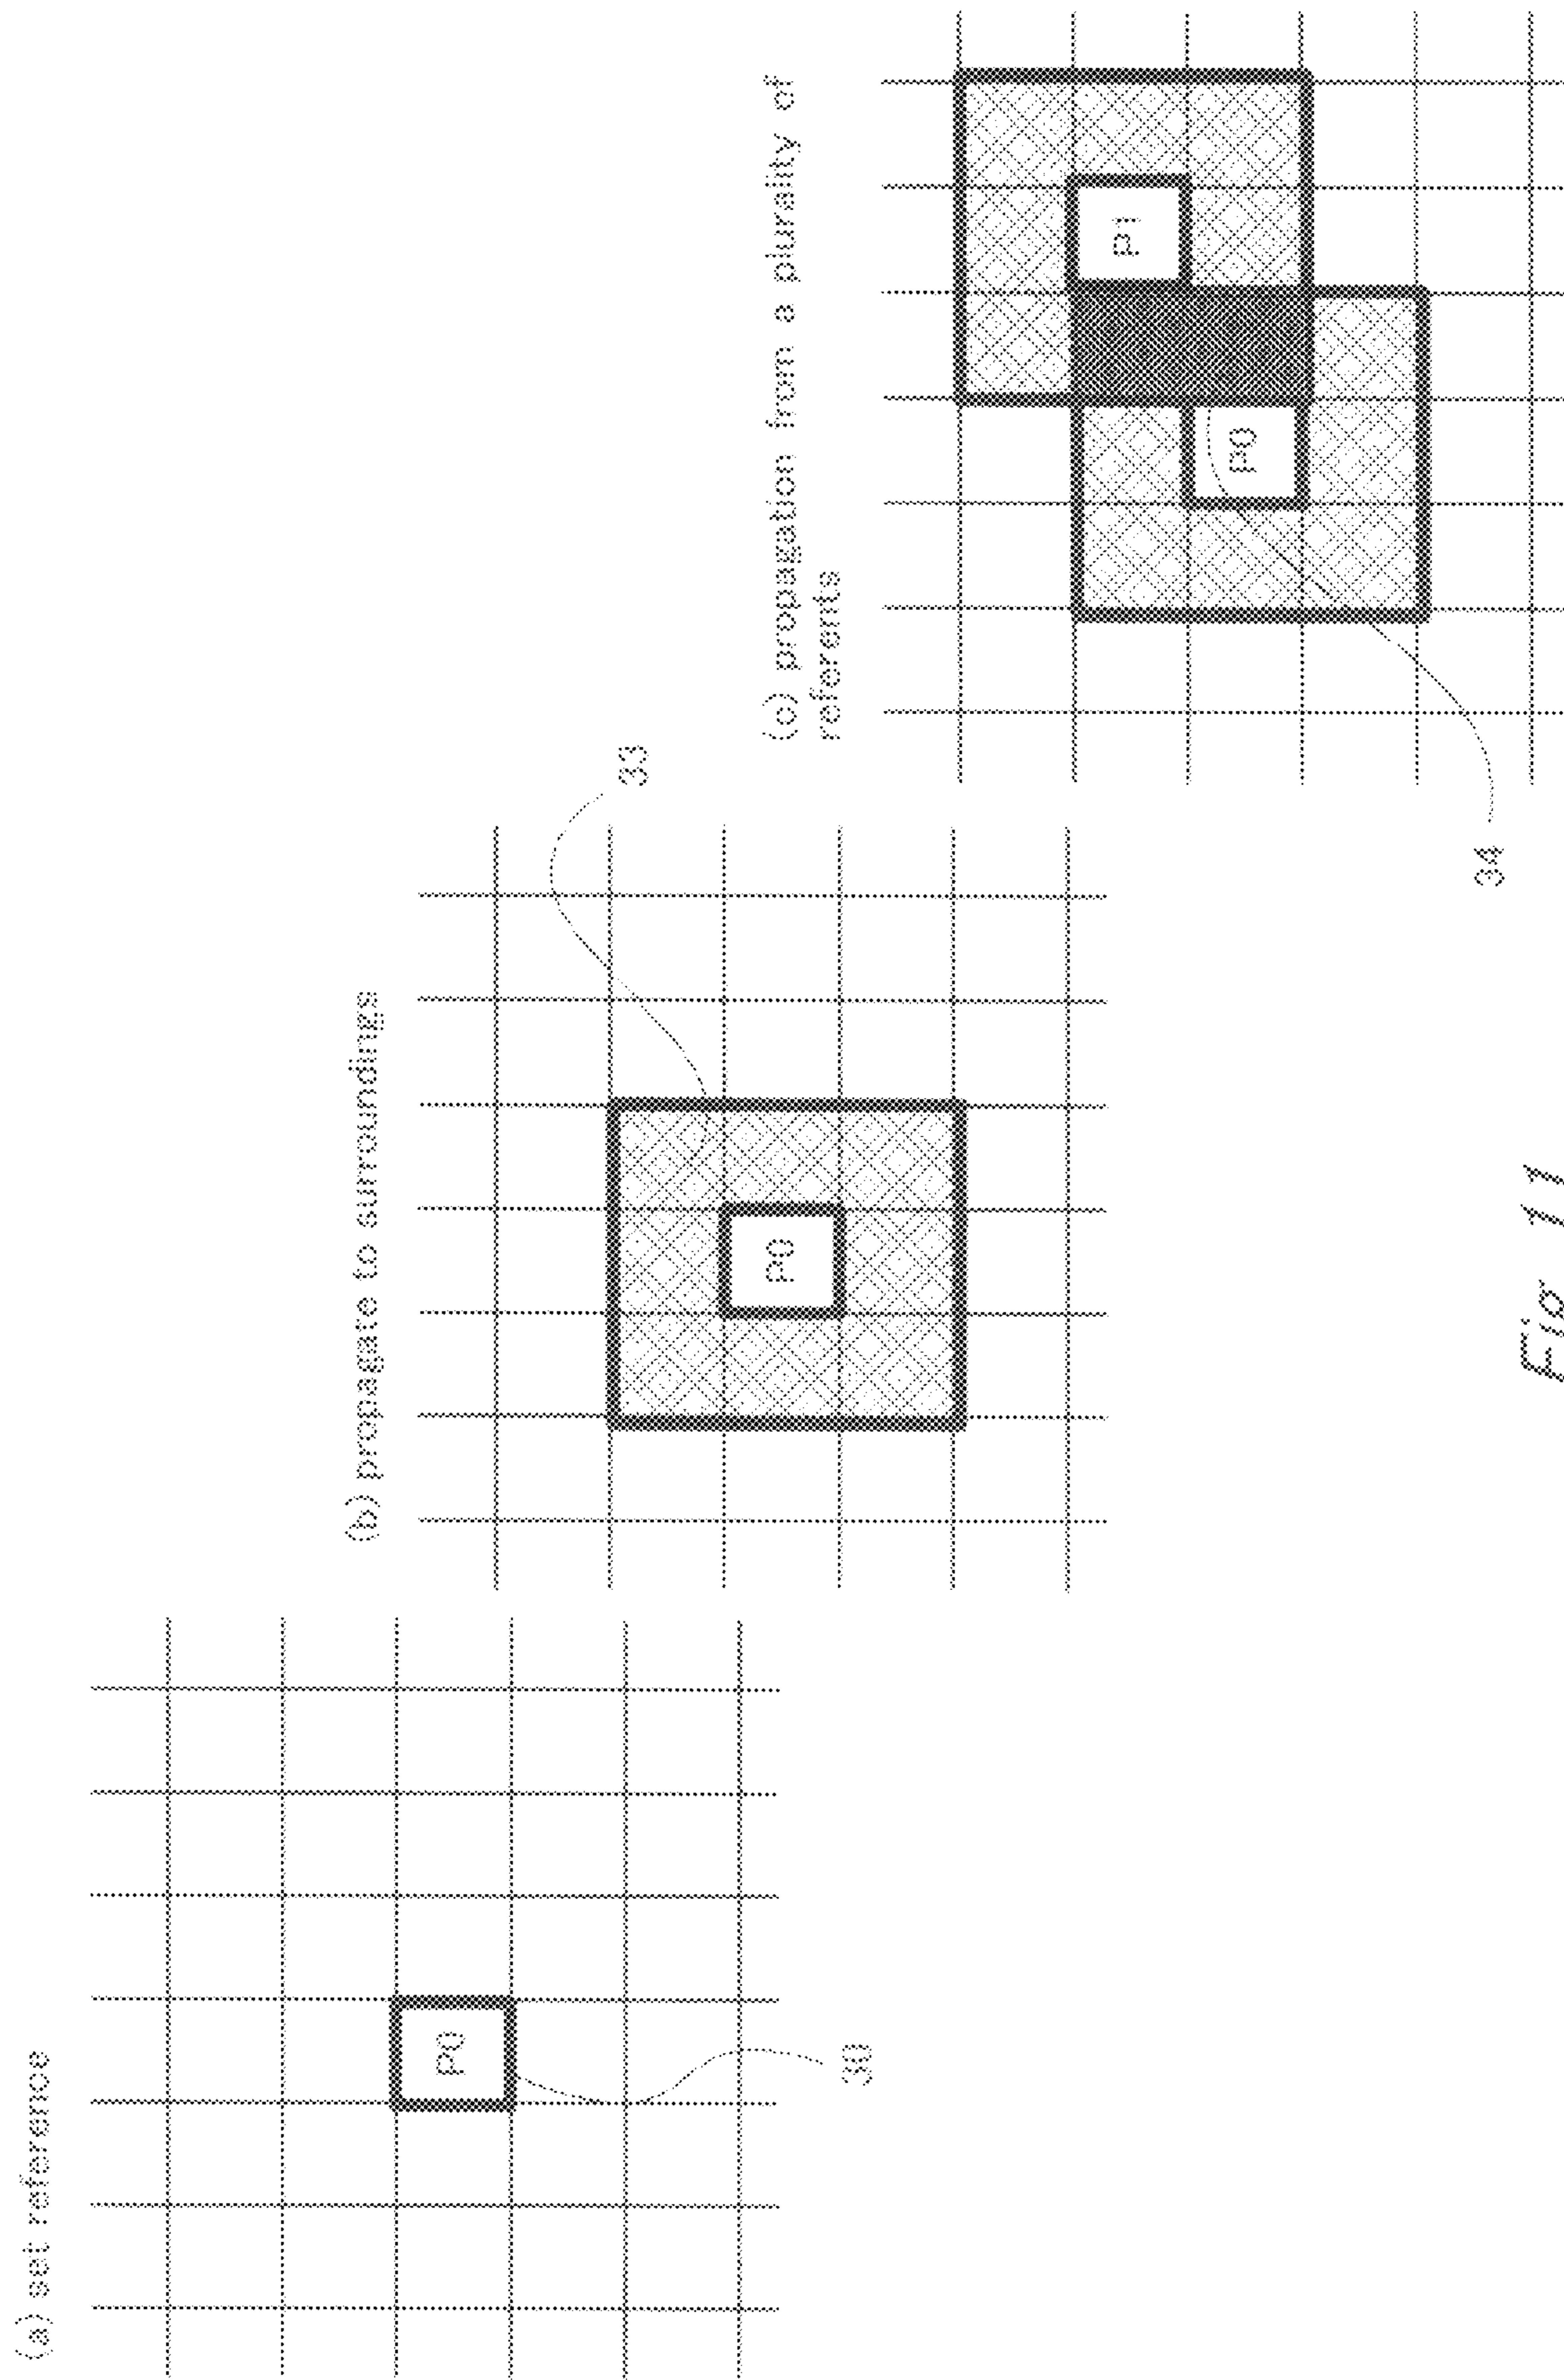 (a) set reference
P0
30
(b) propagate to surroundings
P0
33
(c) propagation from a plurality of
referents
P1
P0
34
Fig. 11